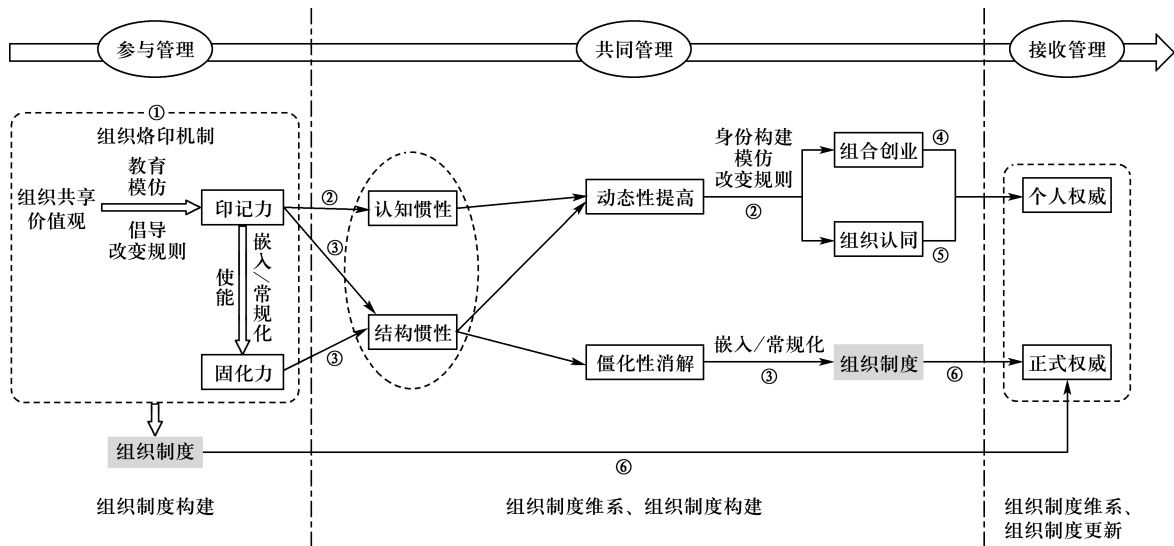 参与管理
共同管理
接收管理
①
组织烙印机制
教育
模仿
组织共享
价值观
倡导
改变规则
印记力
使能
嵌入/常规化
固化力
组织制度
②
③
③
认知惯性
结构惯性
动态性提高
僵化性消解
身份构建
模仿
改变规则
②
嵌入/常规化
③
组合创业
④
组织认同
⑤
组织制度
⑥
个人权威
正式权威
⑥
组织制度构建
组织制度维系、组织制度构建
组织制度维系、
组织制度更新